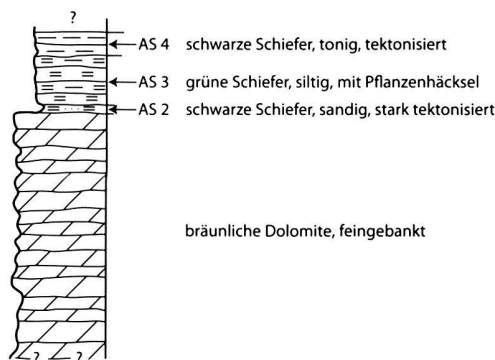 ?
AS 4 schwarze Schiefer, tonig, tektonisiert
AS 3 grüne Schiefer, siltig, mit Pflanzenhäcksel
AS 2 schwarze Schiefer, sandig, stark tektonisiert
bräunliche Dolomite, feingebankt
? ?